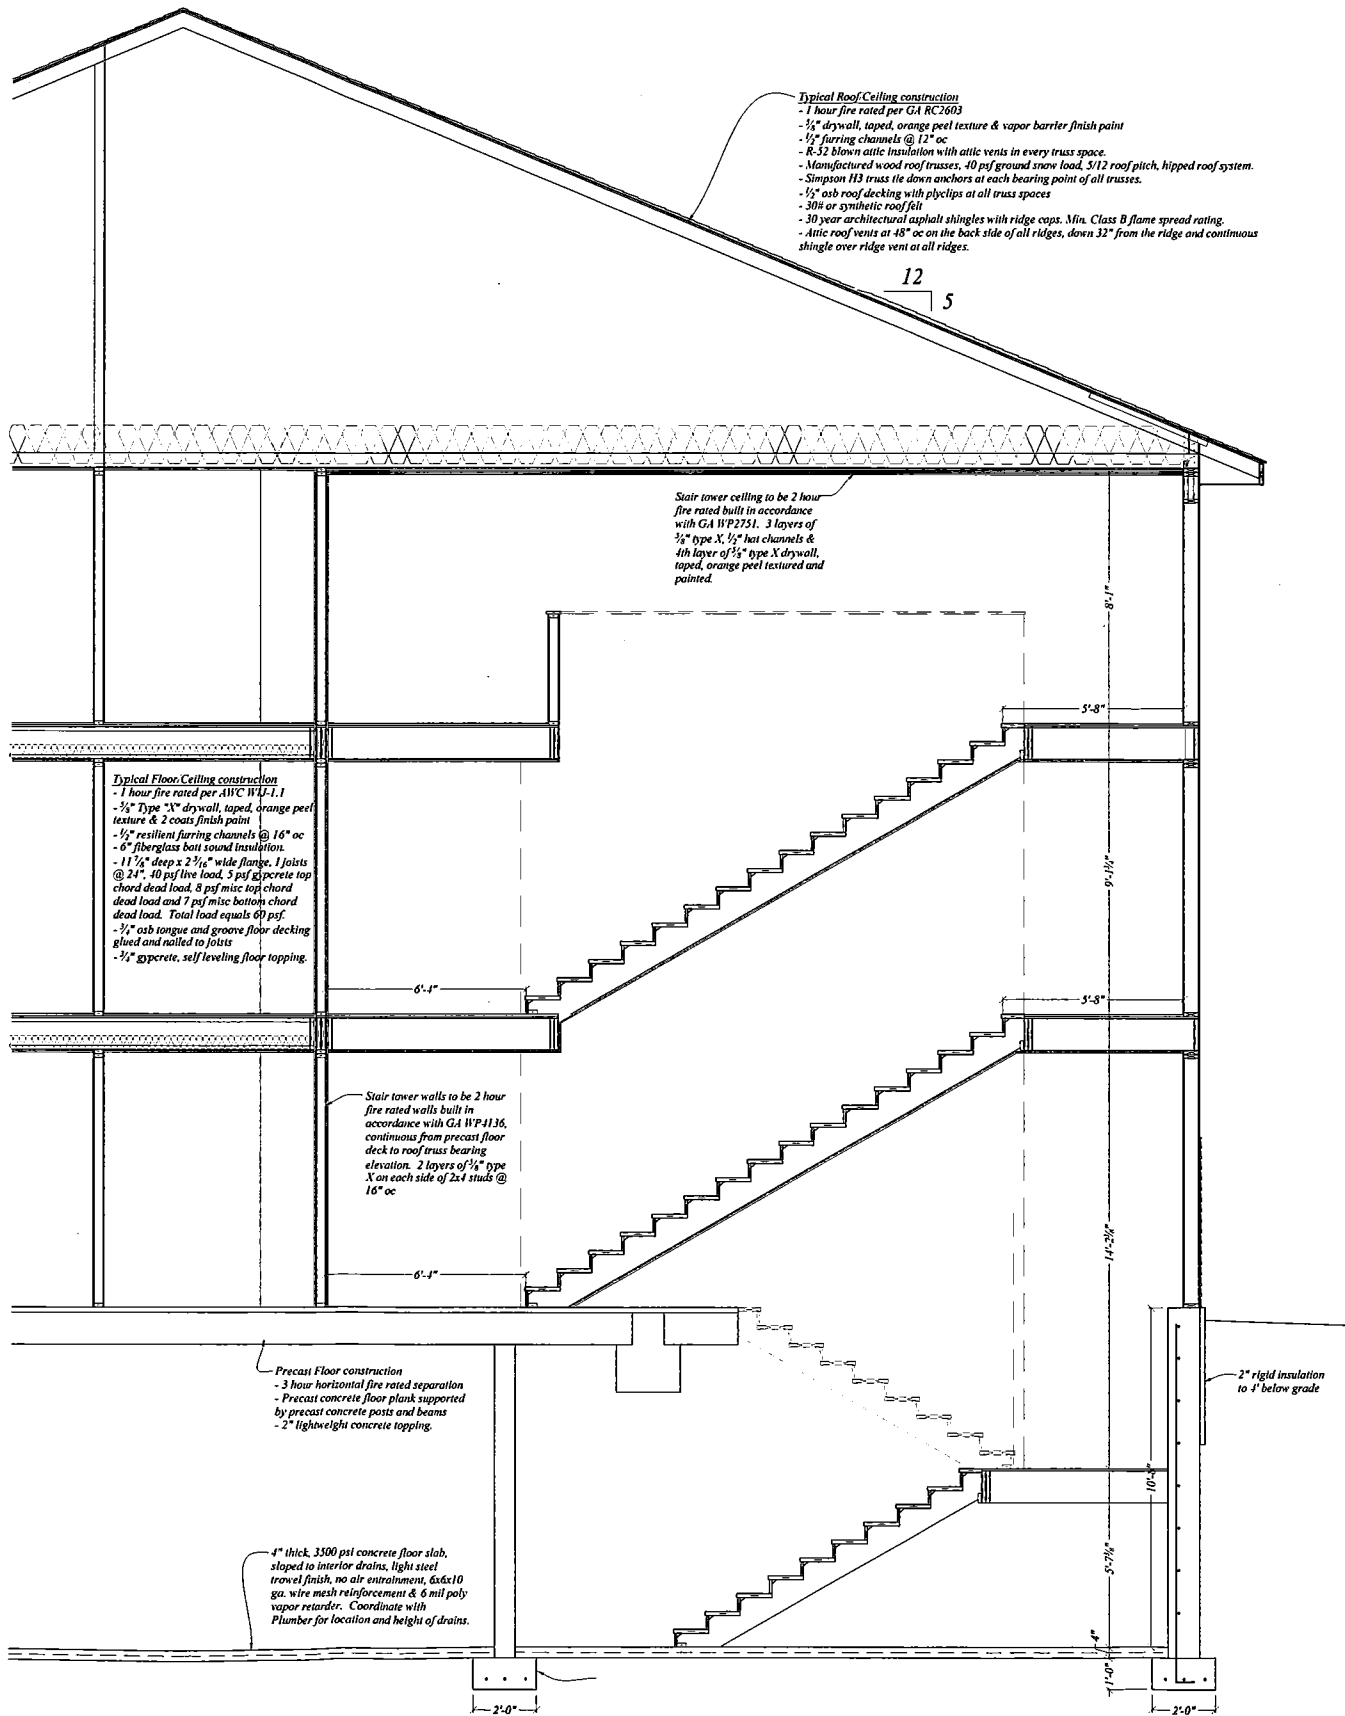 Typical Roof/Ceiling construction
- 1 hour fire rated per GA RC2603
- 5/8" drywall, taped, orange peel texture & vapor barrier finish paint
- 1/2" furring channels @ 12" oc
- R-52 blown attic insulation with attic vents in every truss space.
- Manufactured wood roof trusses, 40 psf ground snow load, 5/12 roof pitch, hipped roof system.
- Simpson H3 truss tie down anchors at each bearing point of all trusses.
- 1/2" osb roof decking with plyclips at all truss spaces
- 30# or synthetic roof felt
- 30 year architectural asphalt shingles with ridge caps. Min. Class B flame spread rating.
- Attic roof vents at 48" oc on the back side of all ridges, down 32" from the ridge and continuous
shingle over ridge vent at all ridges.
12
5
Stair tower ceiling to be 2 hour
fire rated built in accordance
with GA WP2751. 3 layers of
5/8" type X, 1/2" hat channels &
4th layer of 5/8" type X drywall,
taped, orange peel textured and
painted.
8'-1"
5'-8"
Typical Floor/Ceiling construction
- 1 hour fire rated per AWC WIJ-1.1
- 5/8" Type "X" drywall, taped, orange peel
texture & 2 coats finish paint
- 1/2" resilient furring channels @ 16" oc
- 6" fiberglass batt sound insulation.
- 11 7/8" deep x 2 5/16" wide flange, I joists
@ 24", 40 psf live load, 5 psf gypcrete top
chord dead load, 8 psf misc top chord
dead load and 7 psf misc bottom chord
dead load. Total load equals 60 psf.
- 3/4" osb tongue and groove floor decking
glued and nailed to joists
- 3/4" gypcrete, self leveling floor topping.
9'-1 3/4"
6'-4"
5'-8"
Stair tower walls to be 2 hour
fire rated walls built in
accordance with GA WP4136,
continuous from precast floor
deck to roof truss bearing
elevation. 2 layers of 5/8" type
X on each side of 2x4 studs @
16" oc
6'-4"
Precast Floor construction
- 3 hour horizontal fire rated separation
- Precast concrete floor plank supported
by precast concrete posts and beams
- 2" lightweight concrete topping.
2" rigid insulation
to 4' below grade
10'-8"
4" thick, 3500 psi concrete floor slab,
sloped to interior drains, light steel
trowel finish, no air entrainment, 6x6x10
ga. wire mesh reinforcement & 6 mil poly
vapor retarder. Coordinate with
Plumber for location and height of drains.
5'-7 7/8"
4"
1'-0"
2'-0"
2'-0"